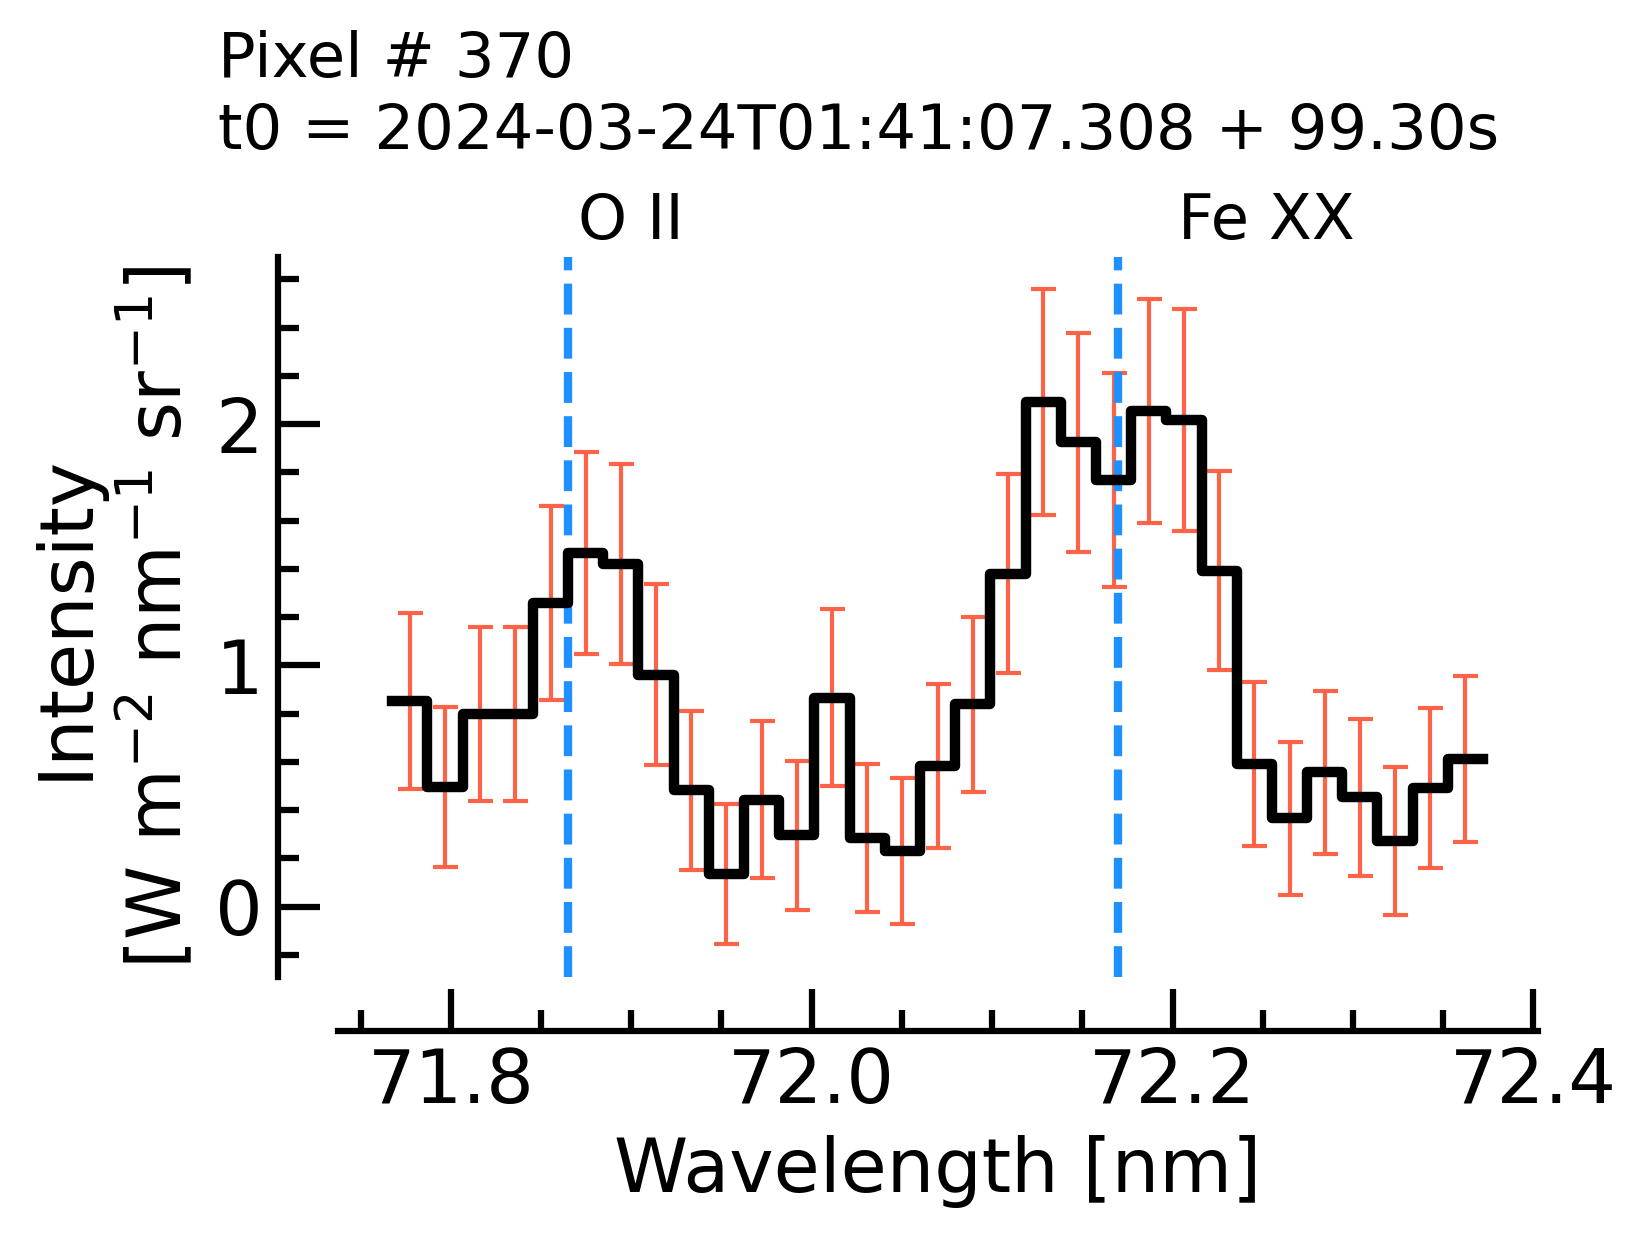 Pixel # 370
t0 = 2024-03-24T01:41:07.308 + 99.30s
O II
Fe XX
Intensity
[W m⁻² nm⁻¹ sr⁻¹]
2
1
0
71.8 72.0 72.2 72.4
Wavelength [nm]